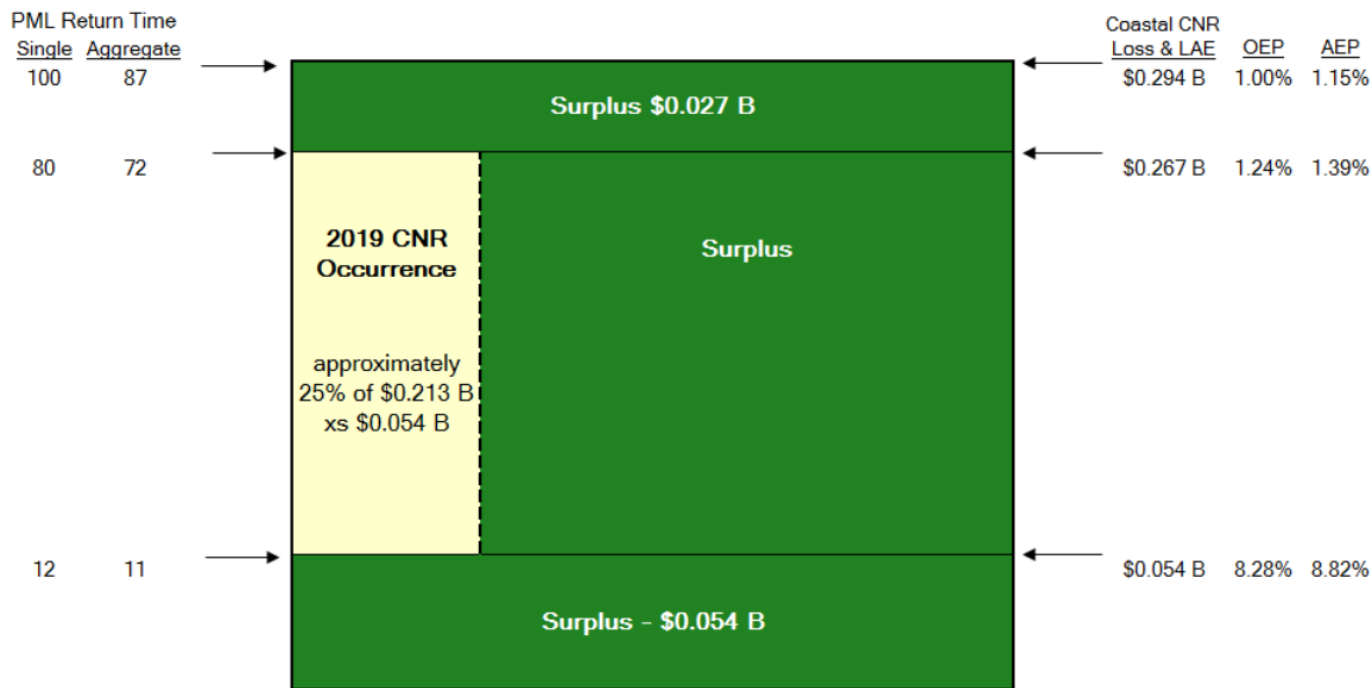 PML Return Time
Single Aggregate
100 87
Coastal CNR
Loss & LAE OEP AEP
$0.294 B 1.00% 1.15%
Surplus $0.027 B
80 72
$0.267 B 1.24% 1.39%
2019 CNR
Occurrence
Surplus
approximately
25% of $0.213 B
xs $0.054 B
12 11
$0.054 B 8.28% 8.82%
Surplus - $0.054 B